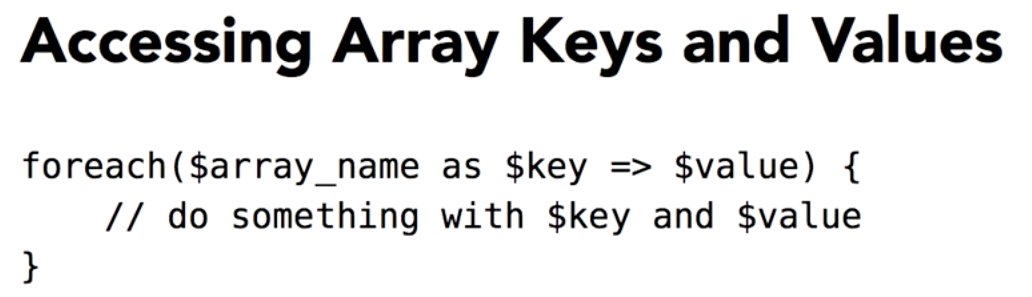 Accessing Array Keys and Values
foreach($array_name as $key => $value) {
    // do something with $key and $value
}